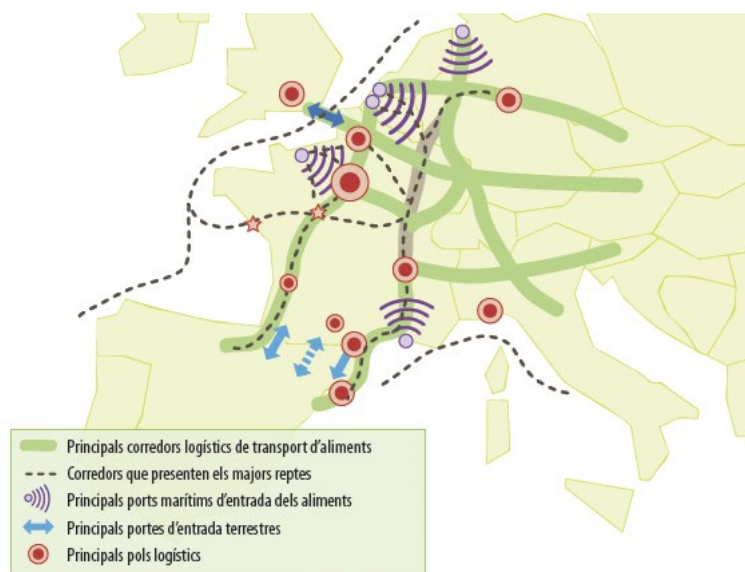 Principals corredors logístics de transport d'aliments
Corredors que presenten els majors reptes
Principals ports marítims d'entrada dels aliments
Principals portes d'entrada terrestres
Principals pols logístics